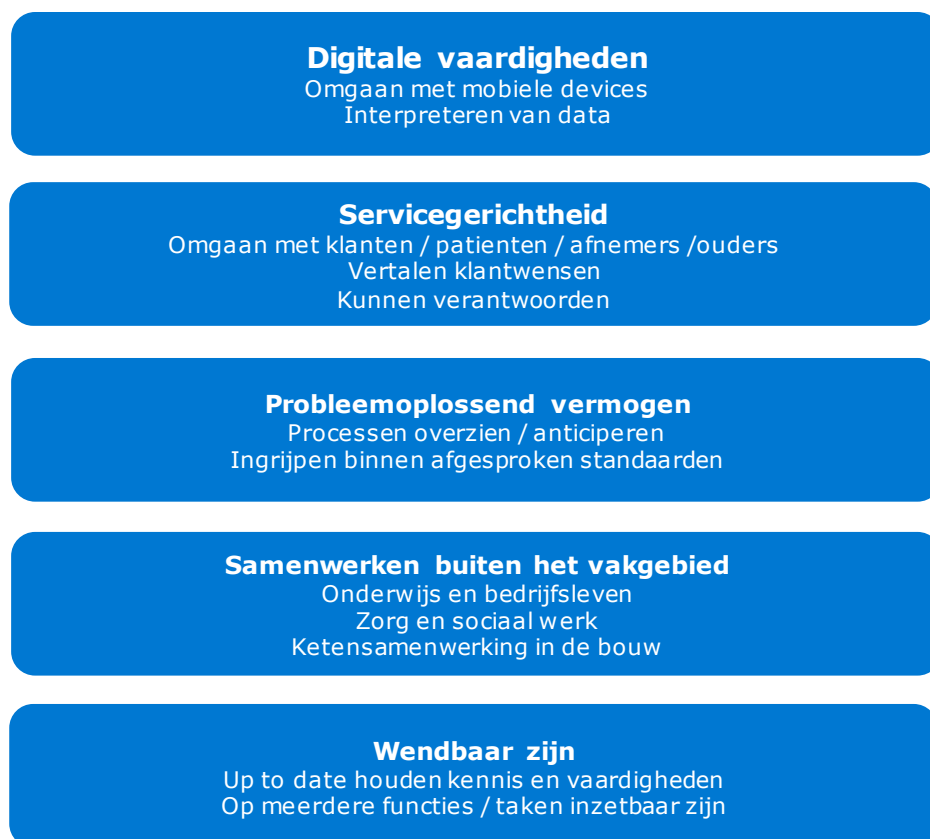 Digitale vaardigheden
Omgaan met mobiele devices
Interpreteren van data
Servicegerichtheid
Omgaan met klanten / patienten / afnemers /ouders
Vertalen klantwensen
Kunnen verantwoorden
Probleemoplossend vermogen
Processen overzien / anticiperen
Ingrijpen binnen afgesproken standaarden
Samenwerken buiten het vakgebied
Onderwijs en bedrijfsleven
Zorg en sociaal werk
Ketensamenwerking in de bouw
Wendbaar zijn
Up to date houden kennis en vaardigheden
Op meerdere functies / taken inzetbaar zijn